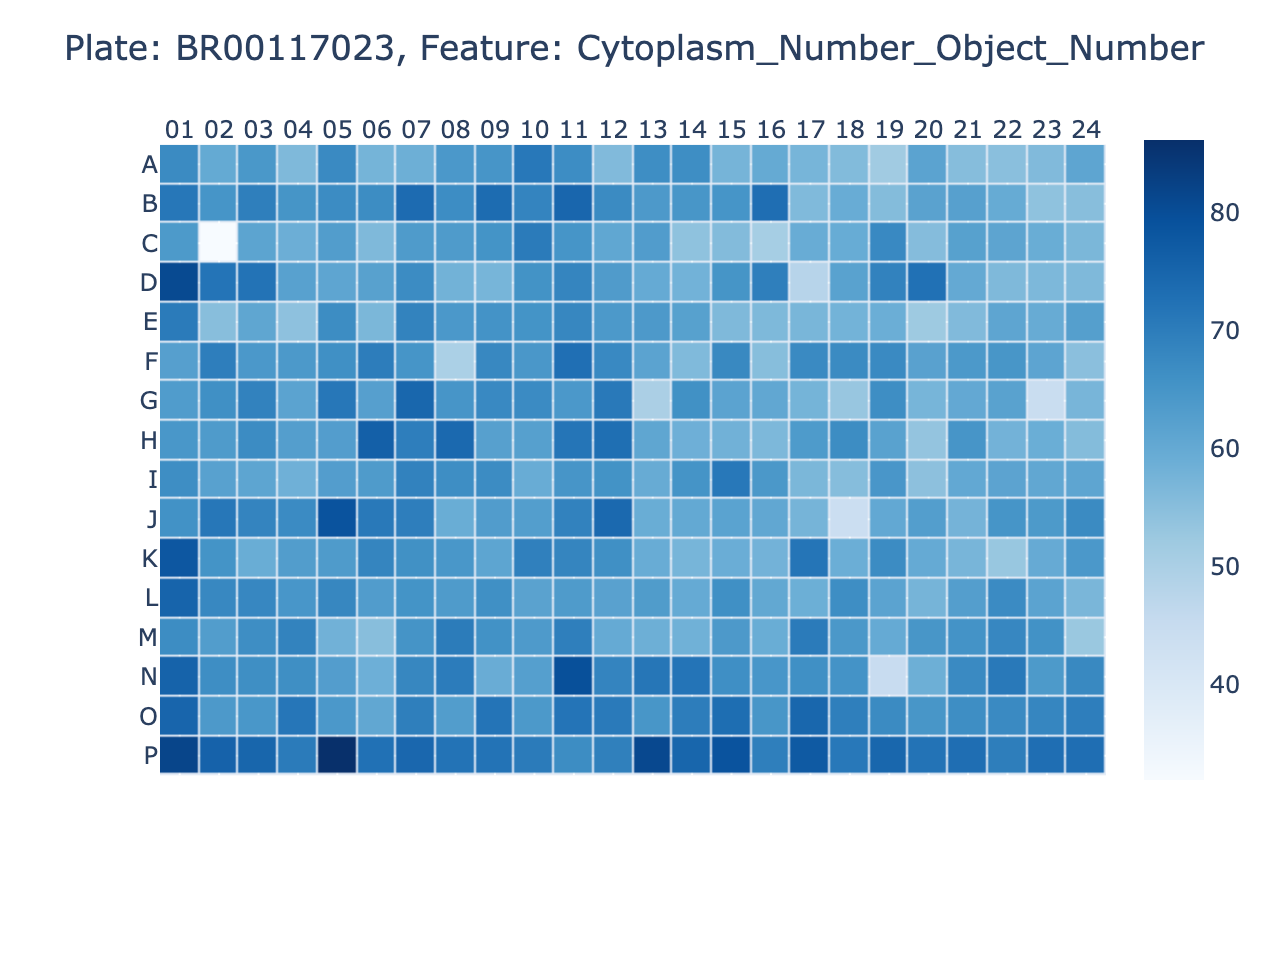 Plate: BR00117023, Feature: Cytoplasm_Number_Object_Number
01 02 03 04 05 06 07 08 09 10 11 12 13 14 15 16 17 18 19 20 21 22 23 24
A
B
C
D
E
F
G
H
I
J
K
L
M
N
O
P
80
70
60
50
40